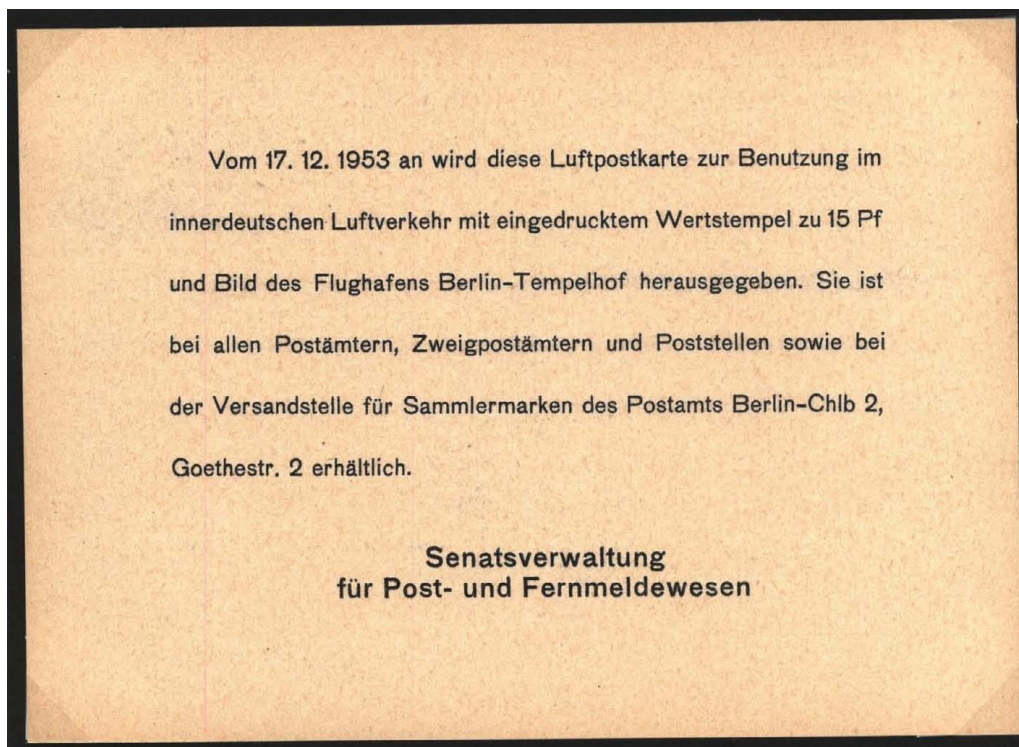 Vom 17. 12. 1953 an wird diese Luftpostkarte zur Benutzung im
innerdeutschen Luftverkehr mit eingedrucktem Wertstempel zu 15 Pf
und Bild des Flughafens Berlin-Tempelhof herausgegeben. Sie ist
bei allen Postämtern, Zweigpostämtern und Poststellen sowie bei
der Versandstelle für Sammlermarken des Postamts Berlin-Chlb 2,
Goethestr. 2 erhältlich.
Senatsverwaltung
für Post- und Fernmeldewesen